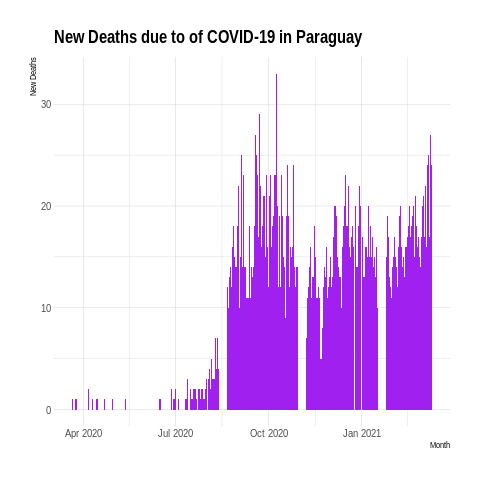 New Deaths due to of COVID-19 in Paraguay
New Deaths
30
20
10
0
Apr 2020 Jul 2020 Oct 2020 Jan 2021
Month